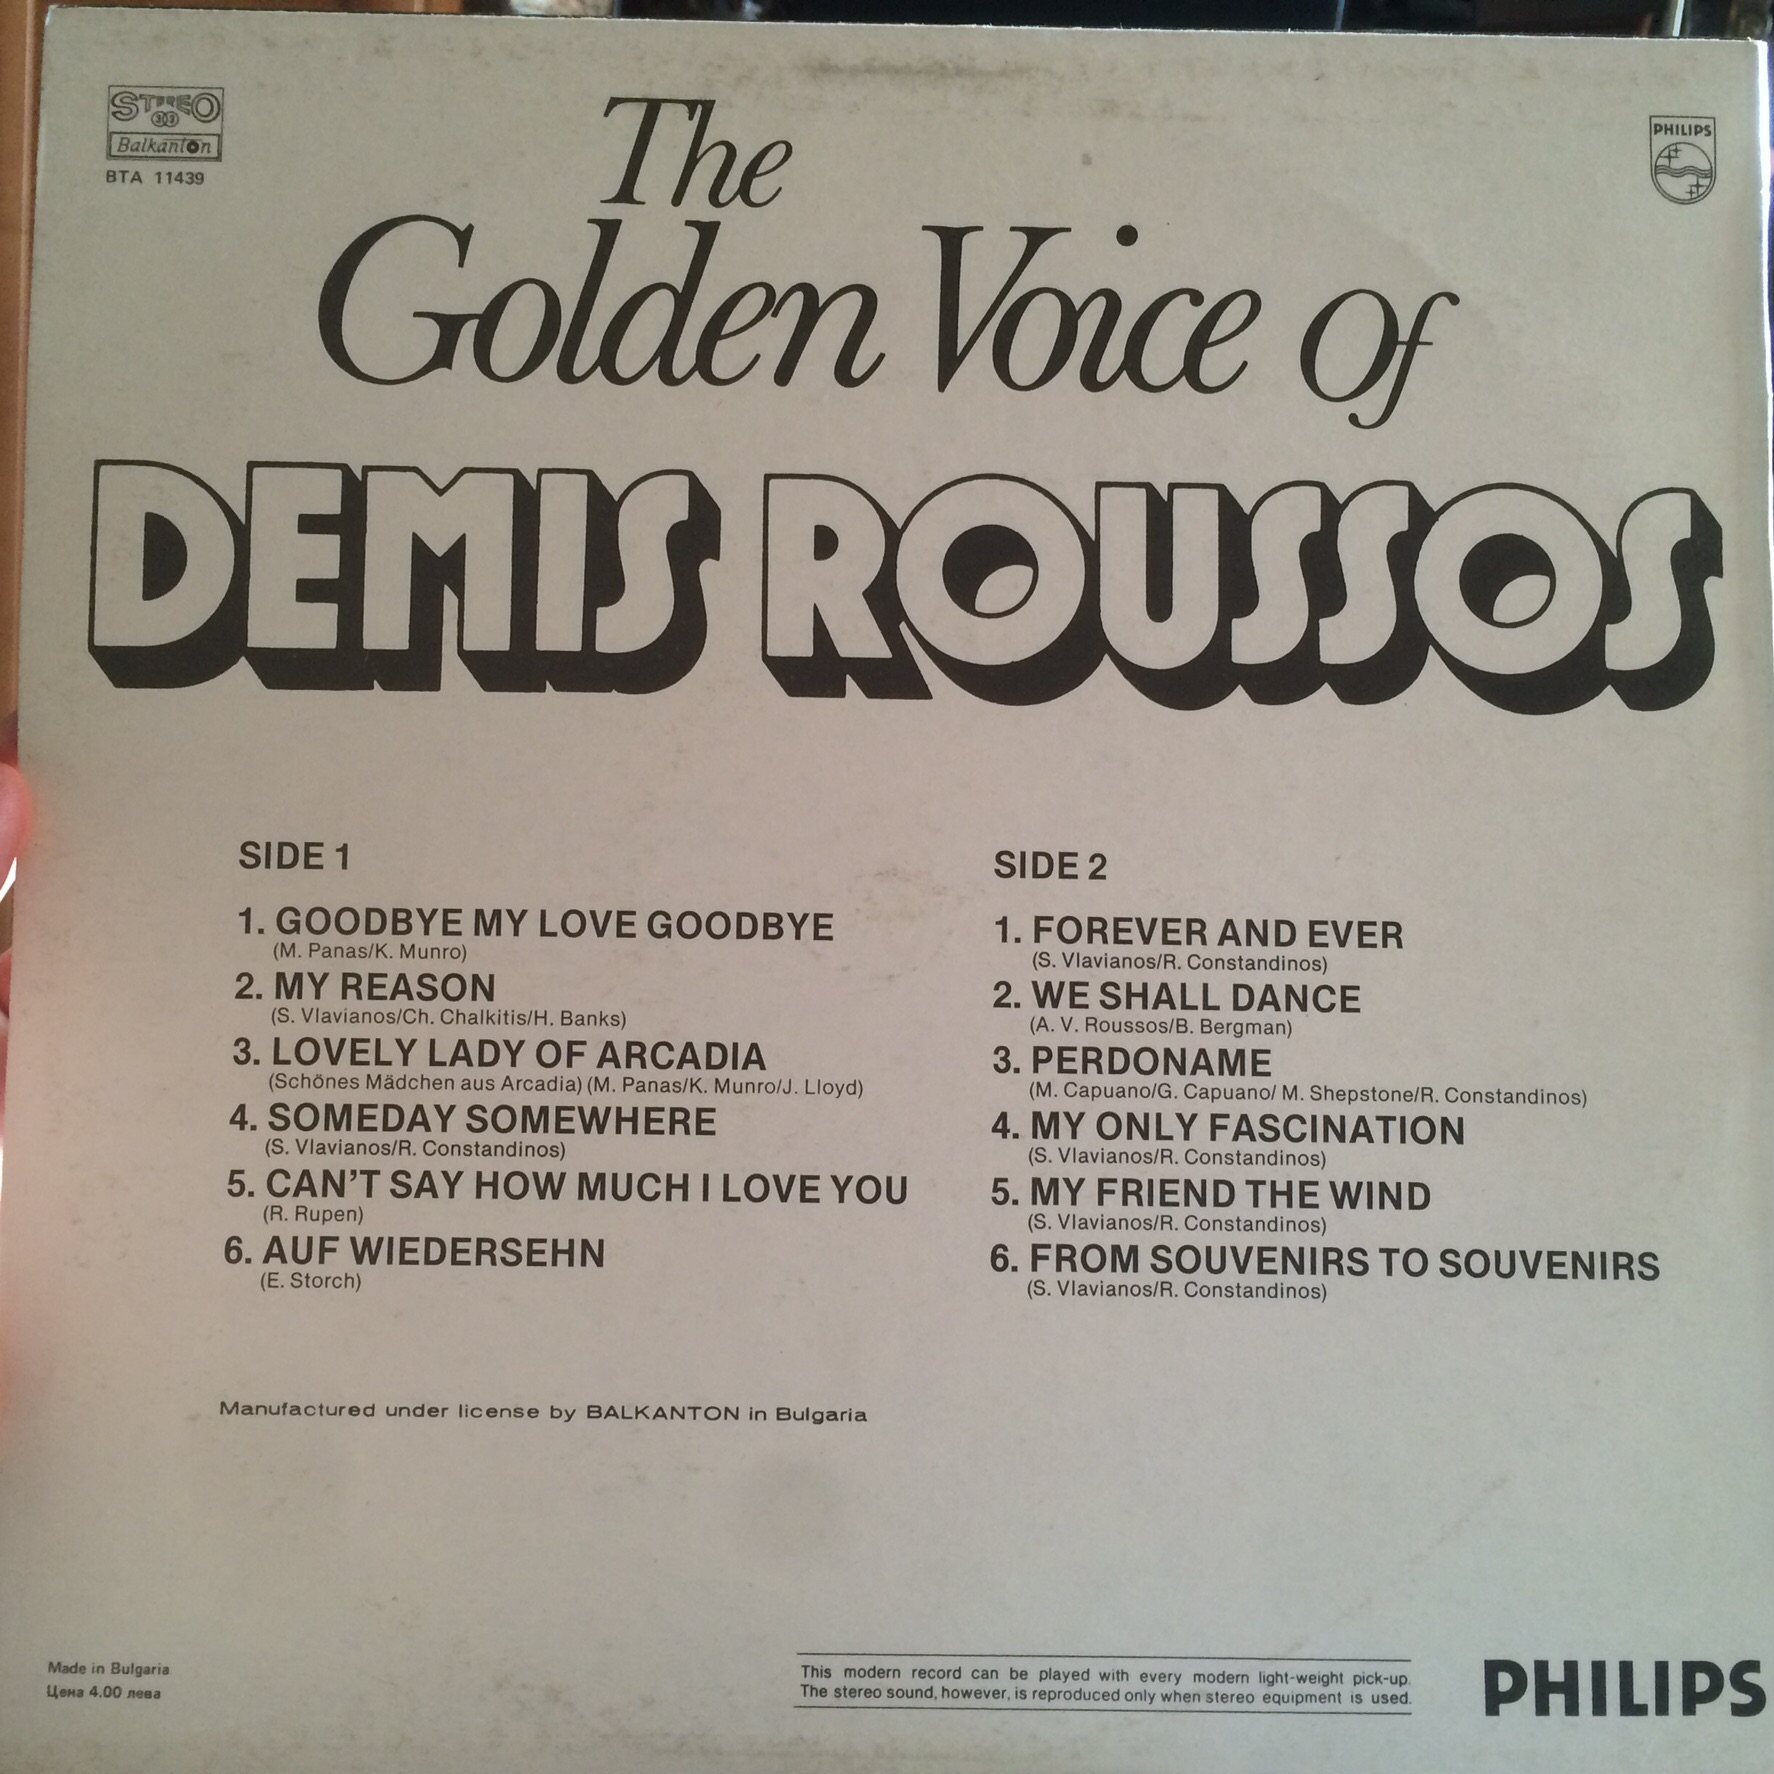 STEREO
33
Balkanton
BTA 11439
PHILIPS
The
Golden Voice Of
DEMIS ROUSSOS
SIDE 1
1. GOODBYE MY LOVE GOODBYE
(M. Panas/K. Munro)
2. MY REASON
(S. Vlavianos/Ch. Chalkitis/H. Banks)
3. LOVELY LADY OF ARCADIA
(Schönes Mädchen aus Arcadia) (M. Panas/K. Munro/J. Lloyd)
4. SOMEDAY SOMEWHERE
(S. Vlavianos/R. Constandinos)
5. CAN'T SAY HOW MUCH I LOVE YOU
(R. Rupen)
6. AUF WIEDERSEHN
(E. Storch)
SIDE 2
1. FOREVER AND EVER
(S. Vlavianos/R. Constandinos)
2. WE SHALL DANCE
(A. V. Roussos/B. Bergman)
3. PERDONAME
(M. Capuano/G. Capuano/ M. Shepstone/R. Constandinos)
4. MY ONLY FASCINATION
(S. Vlavianos/R. Constandinos)
5. MY FRIEND THE WIND
(S. Vlavianos/R. Constandinos)
6. FROM SOUVENIRS TO SOUVENIRS
(S. Vlavianos/R. Constandinos)
Manufactured under license by BALKANTON in Bulgaria
Made in Bulgaria
Цена 4.00 лева
This modern record can be played with every modern light-weight pick-up.
The stereo sound, however, is reproduced only when stereo equipment is used.
PHILIPS